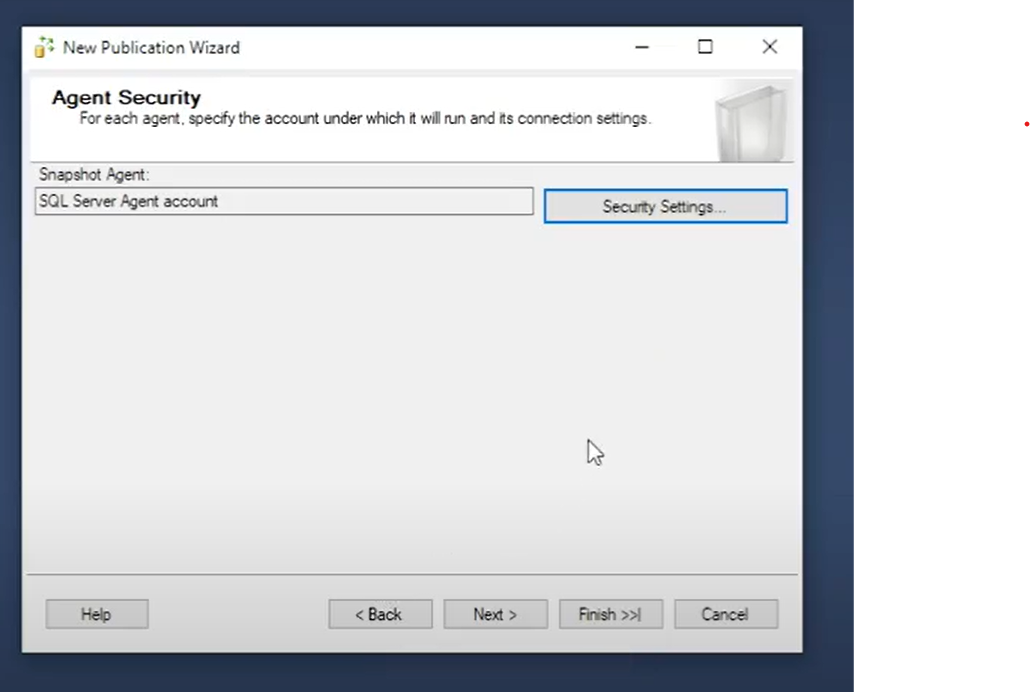 New Publication Wizard
Agent Security
For each agent, specify the account under which it will run and its connection settings.
Snapshot Agent:
SQL Server Agent account
Security Settings...
Help
< Back
Next >
Finish >>|
Cancel